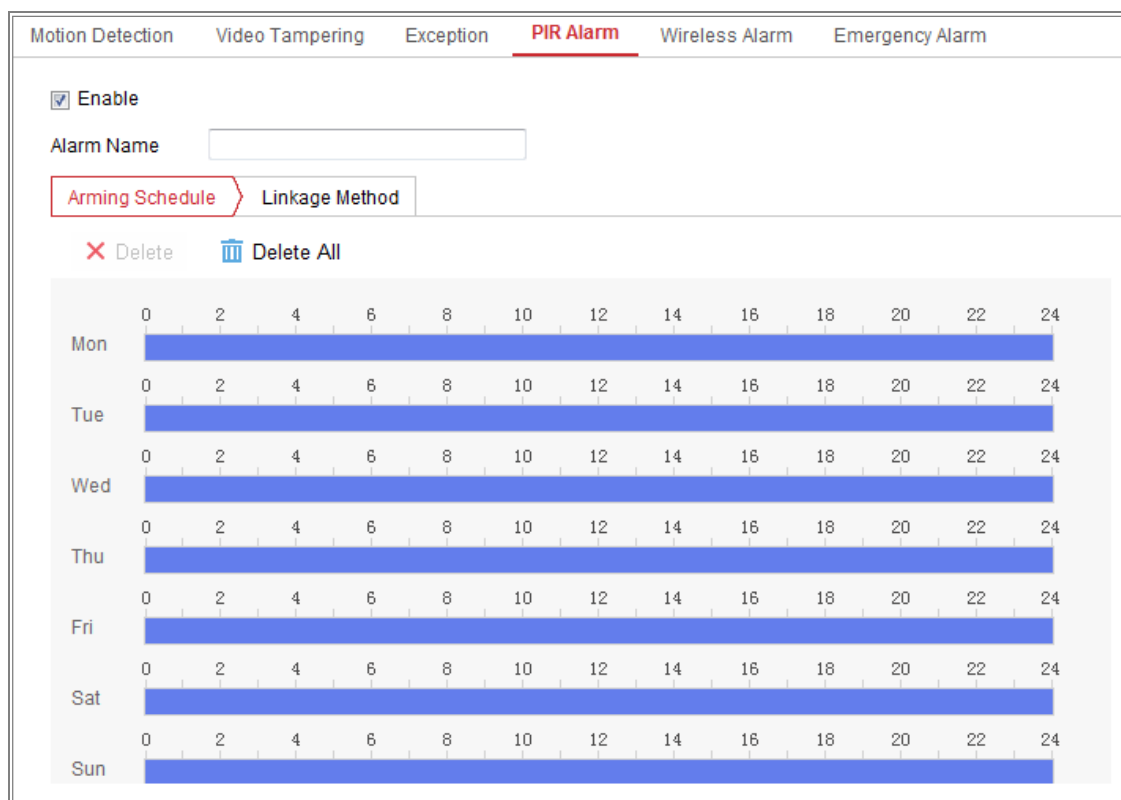 Motion Detection Video Tampering Exception PIR Alarm Wireless Alarm Emergency Alarm
Enable
Alarm Name
Arming Schedule Linkage Method
Delete Delete All
0 2 4 6 8 10 12 14 16 18 20 22 24
Mon
0 2 4 6 8 10 12 14 16 18 20 22 24
Tue
0 2 4 6 8 10 12 14 16 18 20 22 24
Wed
0 2 4 6 8 10 12 14 16 18 20 22 24
Thu
0 2 4 6 8 10 12 14 16 18 20 22 24
Fri
0 2 4 6 8 10 12 14 16 18 20 22 24
Sat
0 2 4 6 8 10 12 14 16 18 20 22 24
Sun